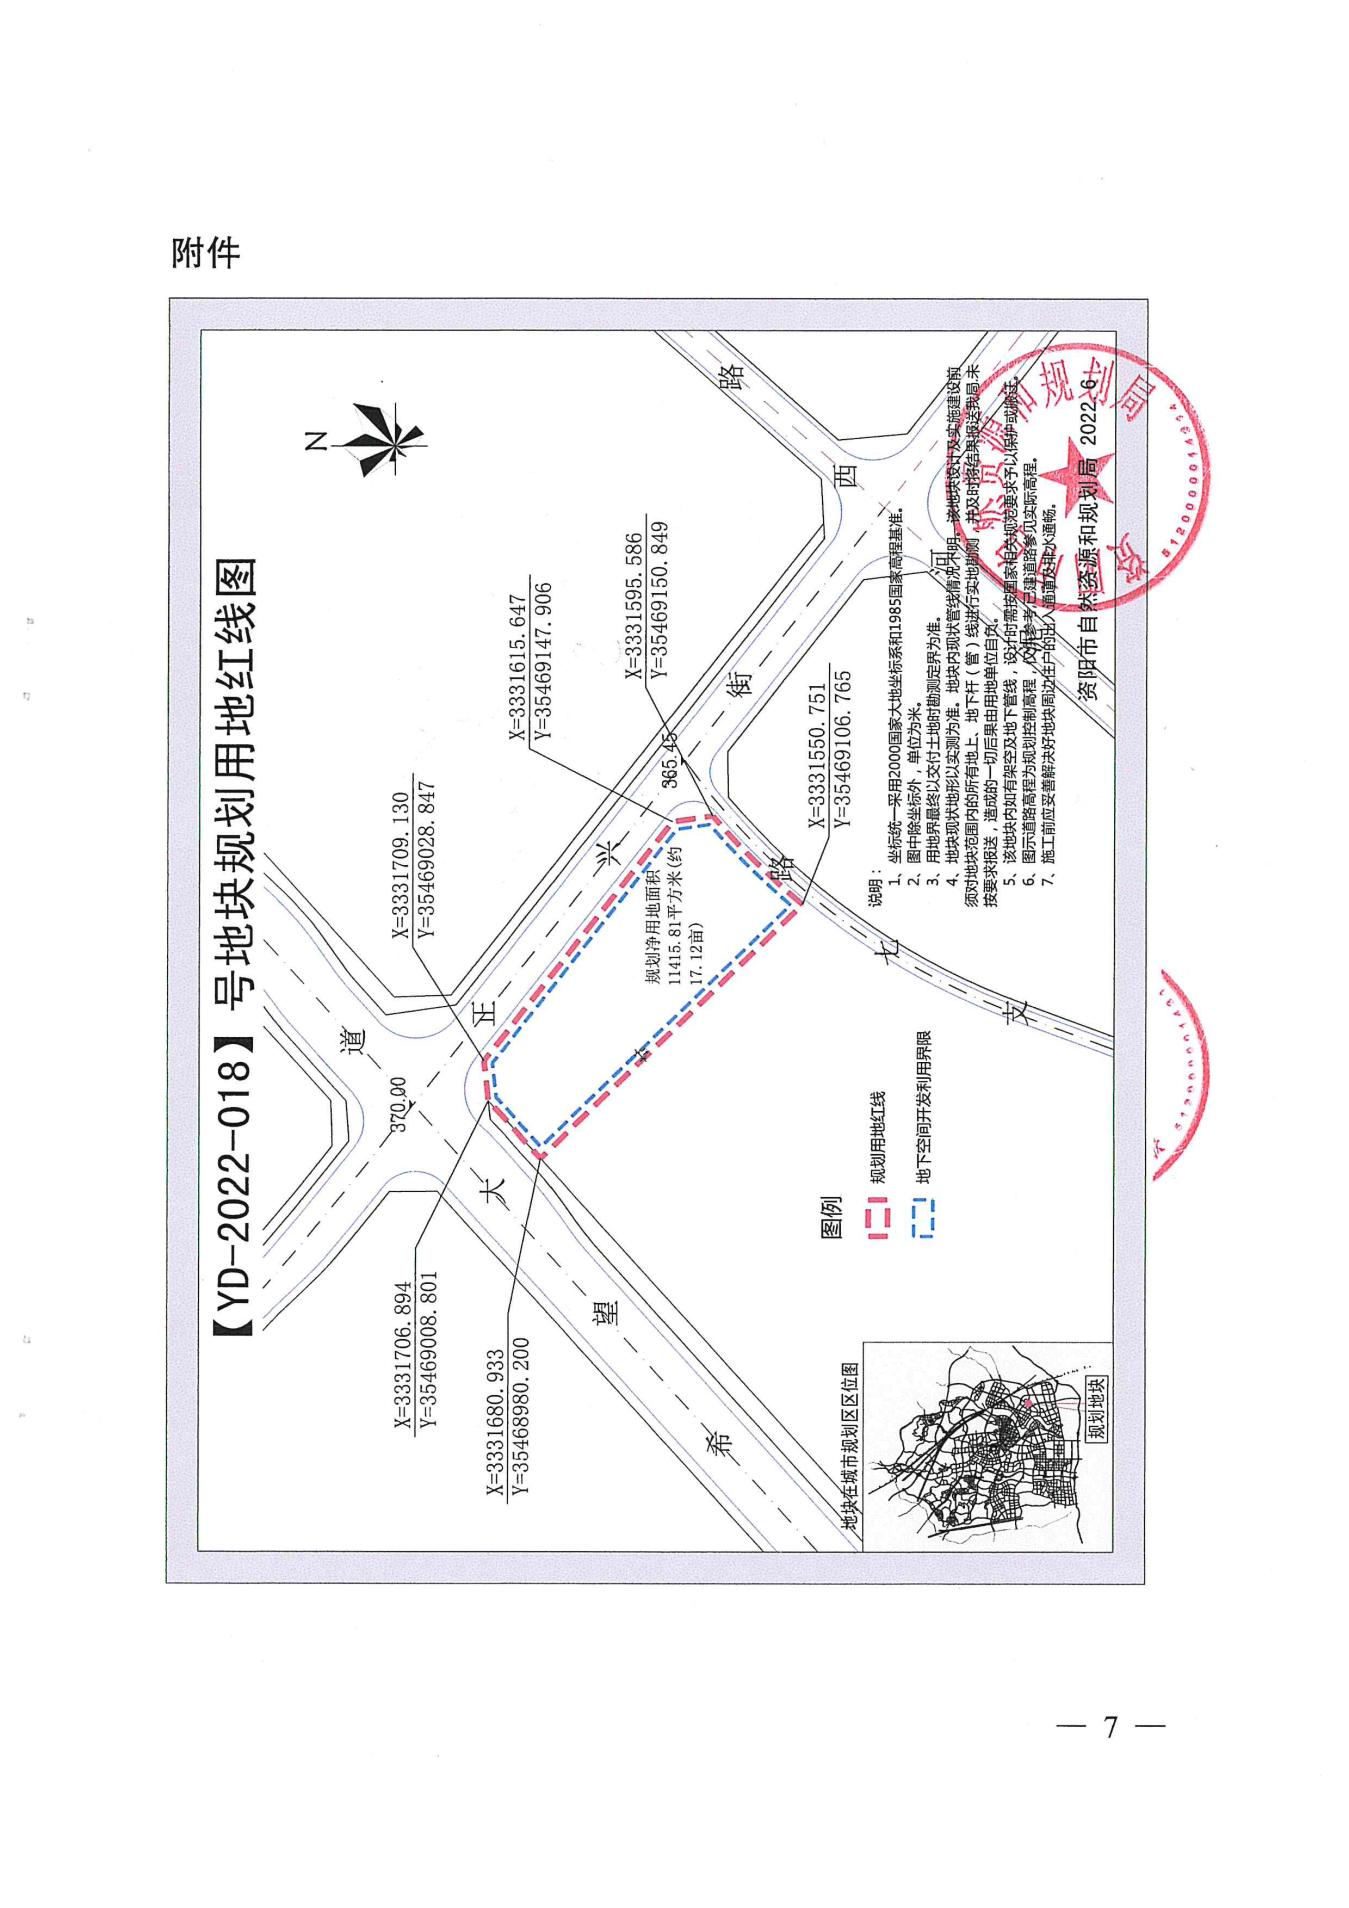 附件
【YD-2022-018】号地块规划用地红线图
N
X=3331709.130
Y=35469028.847
X=3331615.647
Y=35469147.906
X=3331595.586
Y=35469150.849
X=3331550.751
Y=35469106.765
X=3331706.894
Y=35469008.801
X=3331680.933
Y=35468980.200
370.00
365.45
希望大道
正兴街
支七路
西路
河
规划净用地面积
11415.81平方米(约
17.12亩)
图例
规划用地红线
地下空间开发利用界限
地块在城市规划区区位图
规划地块
说明：
1、坐标统一采用2000国家大地坐标系和1985国家高程基准。
2、图中除坐标外，单位为米。
3、用地界最终以交付土地时勘测定界为准。
4、地块现状地形以实测为准。地块内现状管线情况不明。该地块设计及实施建设前
须对地块范围内的所有地上、地下杆（管）线进行实地勘测，并及时将结果报送我局,未
按要求报送，造成的一切后果由用地单位自负。
5、该地块内如有架空及地下管线，设计时需按国家相关规范要求予以保护或搬迁。
6、图示道路高程为规划控制高程，仅供参考,已建道路参见实际高程。
7、施工前应妥善解决好地块周边住户的出入通道及排水通畅。
资阳市自然资源和规划局 2022.6
— 7 —